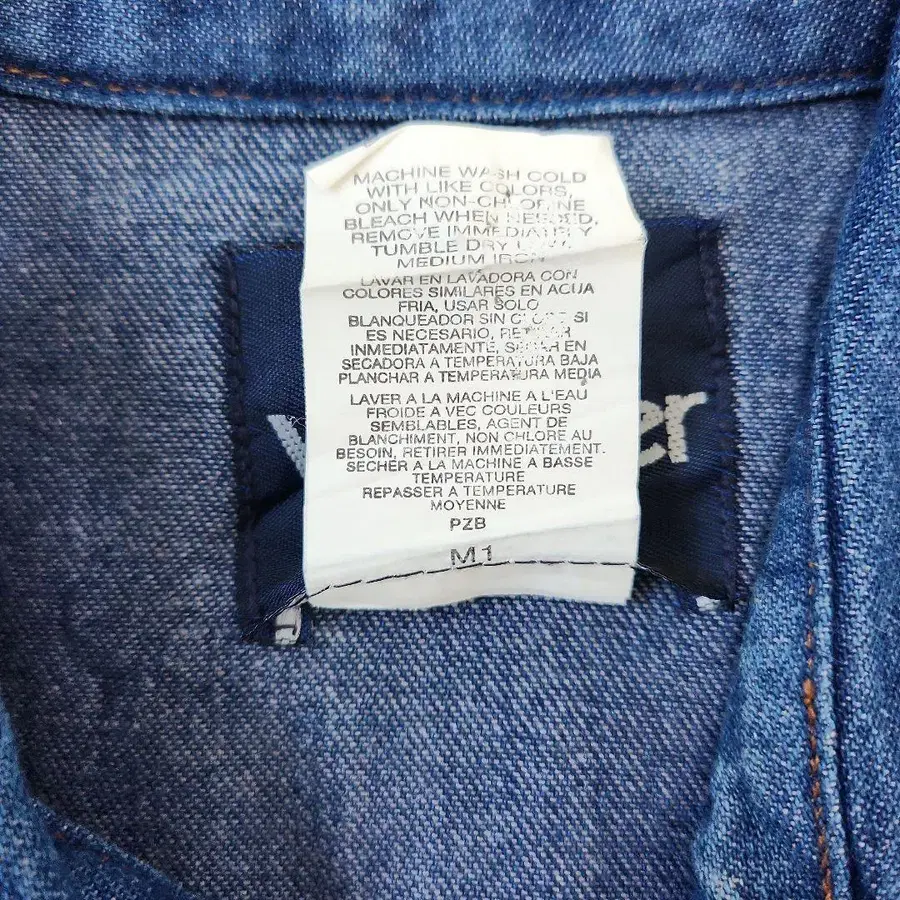 MACHINE WASH COLD
WITH LIKE COLORS,
ONLY NON-CHLORINE
BLEACH WHEN NEEDED,
REMOVE IMMEDIATELY
TUMBLE DRY LOW,
MEDIUM IRON
LAVAR EN LAVADORA CON
COLORES SIMILARES EN AGUA
FRIA, USAR SOLO
BLANQUEADOR SIN CLORO SI
ES NECESARIO, RETIRAR
INMEDIATAMENTE, SECAR EN
SECADORA A TEMPERATURA BAJA
PLANCHAR A TEMPERATURA MEDIA
LAVER A LA MACHINE A L'EAU
FROIDE A VEC COULEURS
SEMBLABLES, AGENT DE
BLANCHIMENT, NON CHLORE AU
BESOIN, RETIRER IMMEDIATEMENT.
SECHER A LA MACHINE A BASSE
TEMPERATURE
REPASSER A TEMPERATURE
MOYENNE
PZB
M1